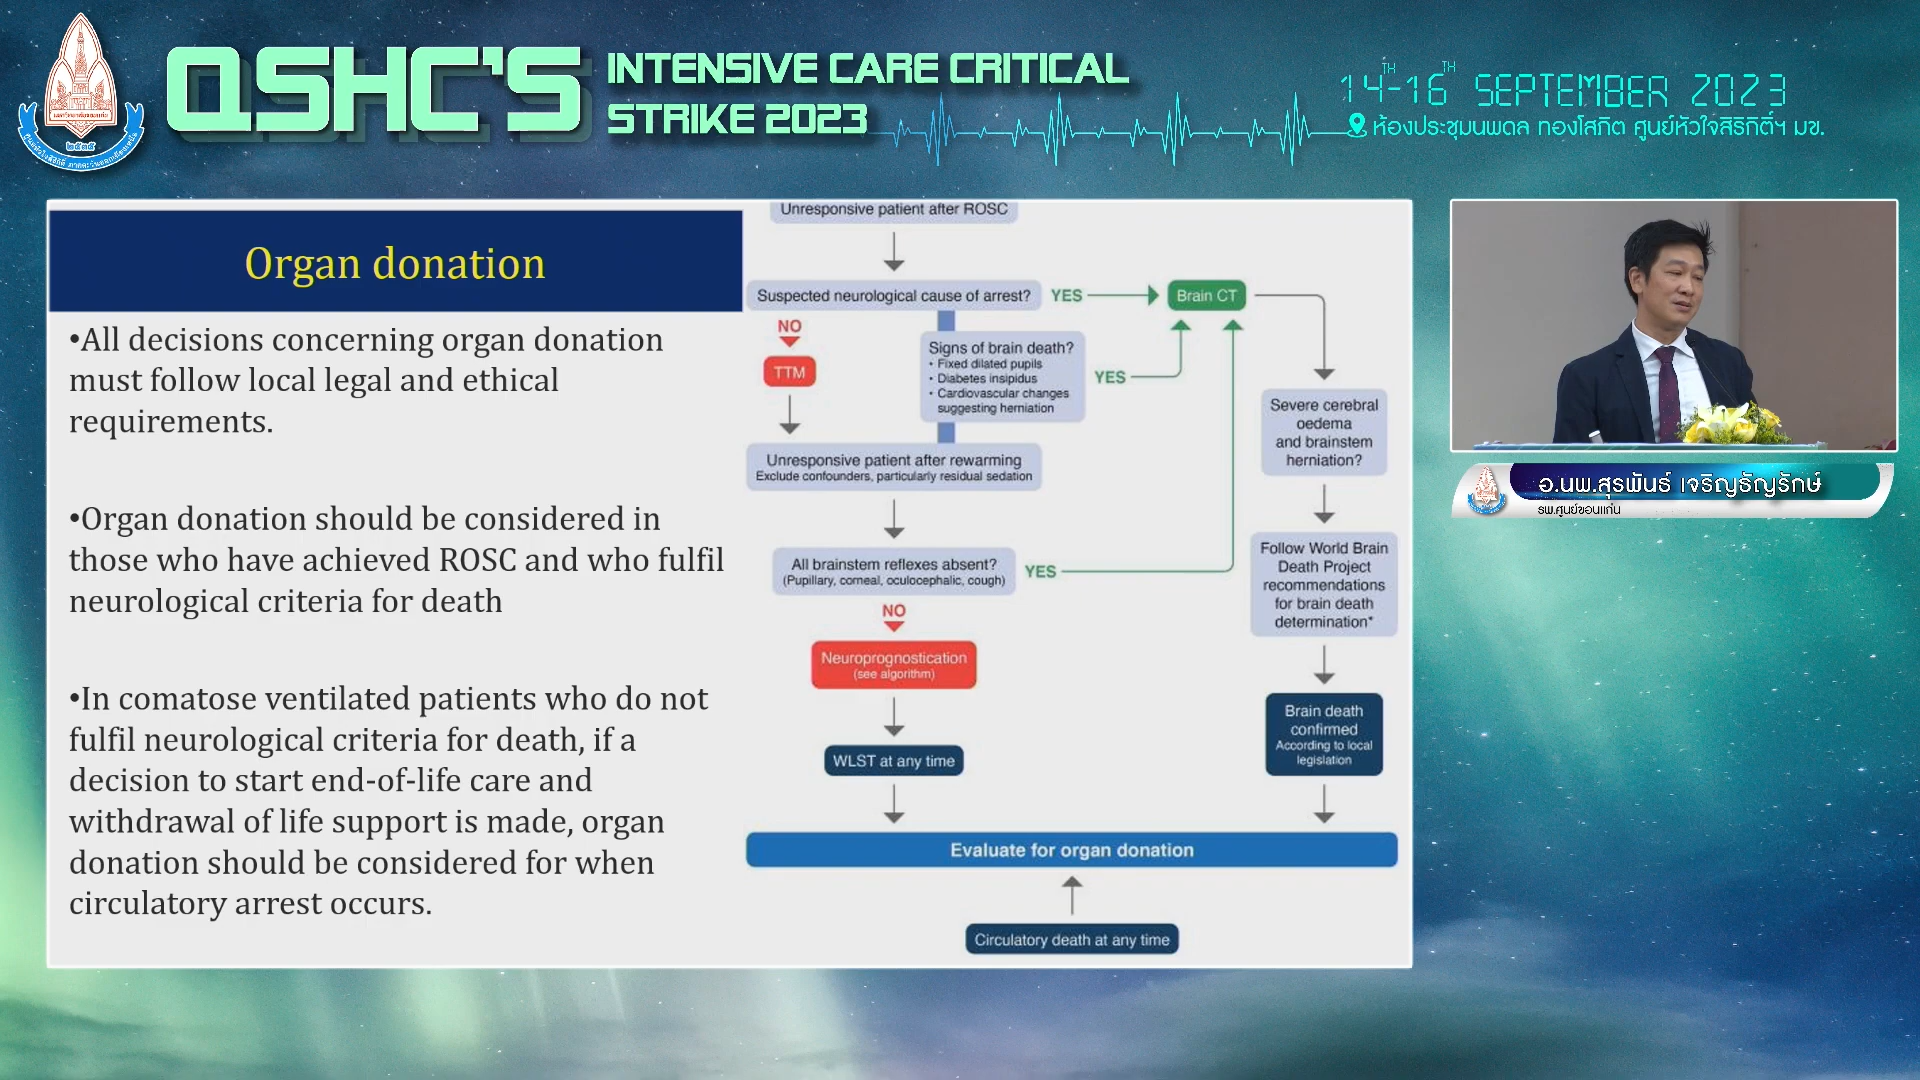 QSHC'S
INTENSIVE CARE CRITICAL
STRIKE 2023
14TH-16TH SEPTEMBER 2023
ห้องประชุมนพดล ทองโสภิต ศูนย์หัวใจสิริกิติ์ฯ มข.
Organ donation
•All decisions concerning organ donation
must follow local legal and ethical
requirements.
•Organ donation should be considered in
those who have achieved ROSC and who fulfil
neurological criteria for death
•In comatose ventilated patients who do not
fulfil neurological criteria for death, if a
decision to start end-of-life care and
withdrawal of life support is made, organ
donation should be considered for when
circulatory arrest occurs.
Unresponsive patient after ROSC
Suspected neurological cause of arrest?
YES
Brain CT
NO
TTM
Signs of brain death?
• Fixed dilated pupils
• Diabetes insipidus
• Cardiovascular changes
suggesting herniation
YES
Unresponsive patient after rewarming
Exclude confounders, particularly residual sedation
All brainstem reflexes absent?
(Pupillary, corneal, oculocephalic, cough)
YES
NO
Neuroprognostication
(see algorithm)
WLST at any time
Severe cerebral
oedema
and brainstem
herniation?
Follow World Brain
Death Project
recommendations
for brain death
determination*
Brain death
confirmed
According to local
legislation
Evaluate for organ donation
Circulatory death at any time
อ.นพ.สุรพันธ์ เจริญธัญรักษ์
รพ.ศูนย์ขอนแก่น